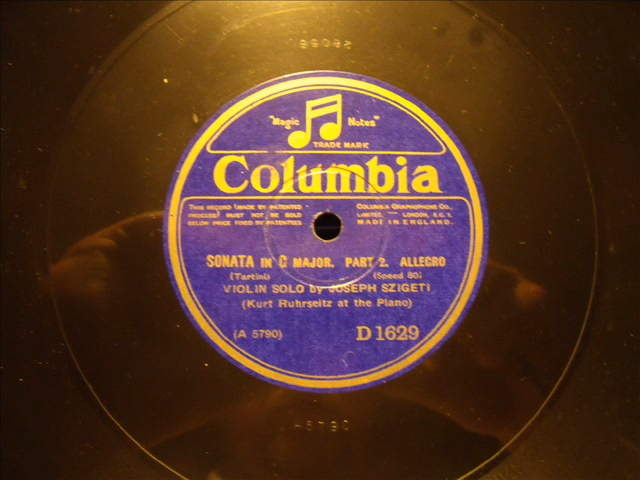 "Magic Notes"
TRADE MARK
Columbia
THIS RECORD (MADE BY PATENTED PROCESS) MUST NOT BE SOLD BELOW PRICE FIXED BY PATENTEES
COLUMBIA GRAPHOPHONE CO. LIMITED. — LONDON, E.C.1.
MADE IN ENGLAND.
SONATA IN G MAJOR. PART 2. ALLEGRO
(Tartini) (Speed 80)
VIOLIN SOLO by JOSEPH SZIGETI
(Kurt Ruhrseitz at the Piano)
(A 5790) D 1629
A5790